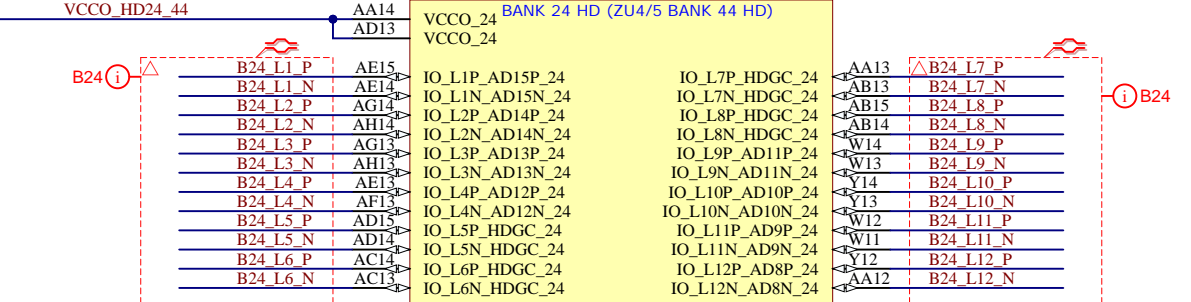 VCCO_HD24_44 AA14 VCCO_24 BANK 24 HD (ZU4/5 BANK 44 HD)
AD13 VCCO_24
B24 i B24_L1_P AE15 IO_L1P_AD15P_24 IO_L7P_HDGC_24 AA13 B24_L7_P
B24_L1_N AE14 IO_L1N_AD15N_24 IO_L7N_HDGC_24 AB13 B24_L7_N i B24
B24_L2_P AG14 IO_L2P_AD14P_24 IO_L8P_HDGC_24 AB15 B24_L8_P
B24_L2_N AH14 IO_L2N_AD14N_24 IO_L8N_HDGC_24 AB14 B24_L8_N
B24_L3_P AG13 IO_L3P_AD13P_24 IO_L9P_AD11P_24 W14 B24_L9_P
B24_L3_N AH13 IO_L3N_AD13N_24 IO_L9N_AD11N_24 W13 B24_L9_N
B24_L4_P AE13 IO_L4P_AD12P_24 IO_L10P_AD10P_24 Y14 B24_L10_P
B24_L4_N AF13 IO_L4N_AD12N_24 IO_L10N_AD10N_24 Y13 B24_L10_N
B24_L5_P AD15 IO_L5P_HDGC_24 IO_L11P_AD9P_24 W12 B24_L11_P
B24_L5_N AD14 IO_L5N_HDGC_24 IO_L11N_AD9N_24 W11 B24_L11_N
B24_L6_P AC14 IO_L6P_HDGC_24 IO_L12P_AD8P_24 Y12 B24_L12_P
B24_L6_N AC13 IO_L6N_HDGC_24 IO_L12N_AD8N_24 AA12 B24_L12_N